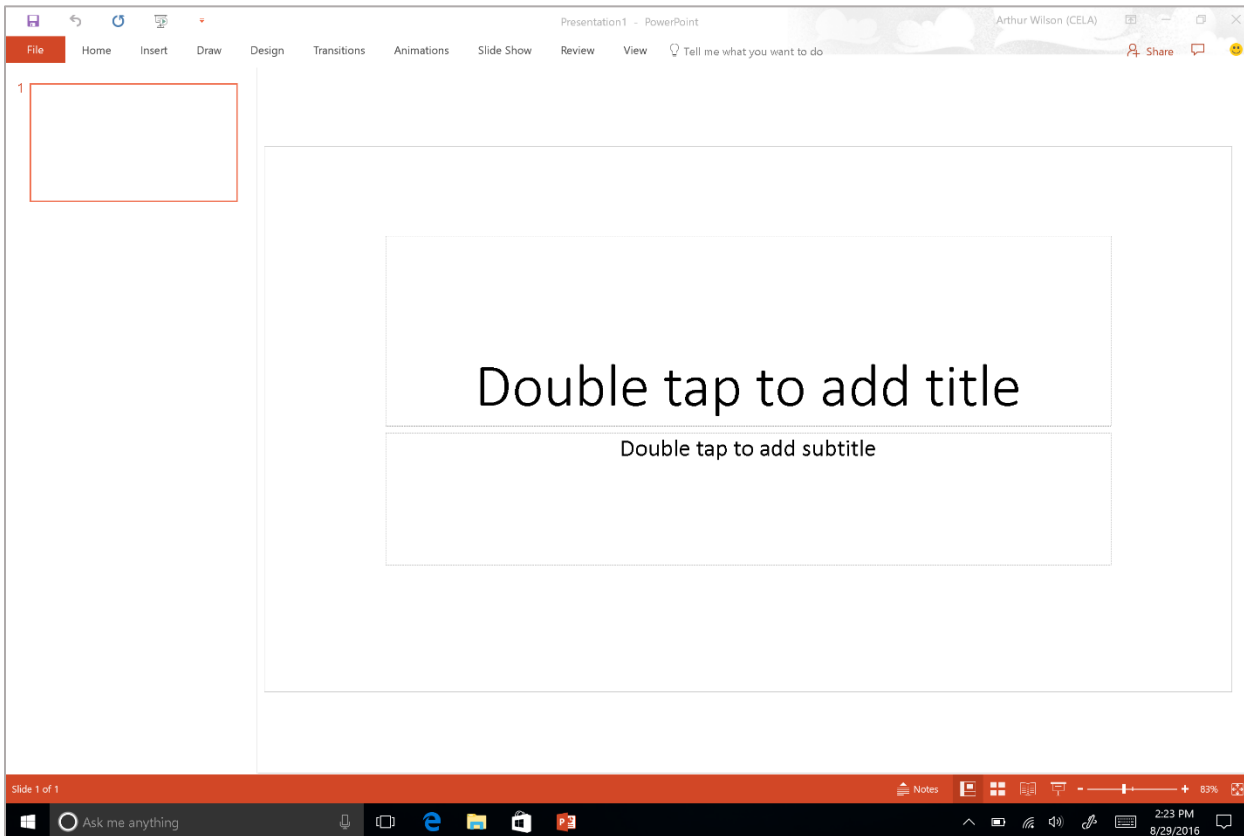 Presentation1 - PowerPoint
Arthur Wilson (CELA)
File Home Insert Draw Design Transitions Animations Slide Show Review View Tell me what you want to do Share
1
Double tap to add title
Double tap to add subtitle
Slide 1 of 1
Notes
83%
Ask me anything
2:23 PM
8/29/2016